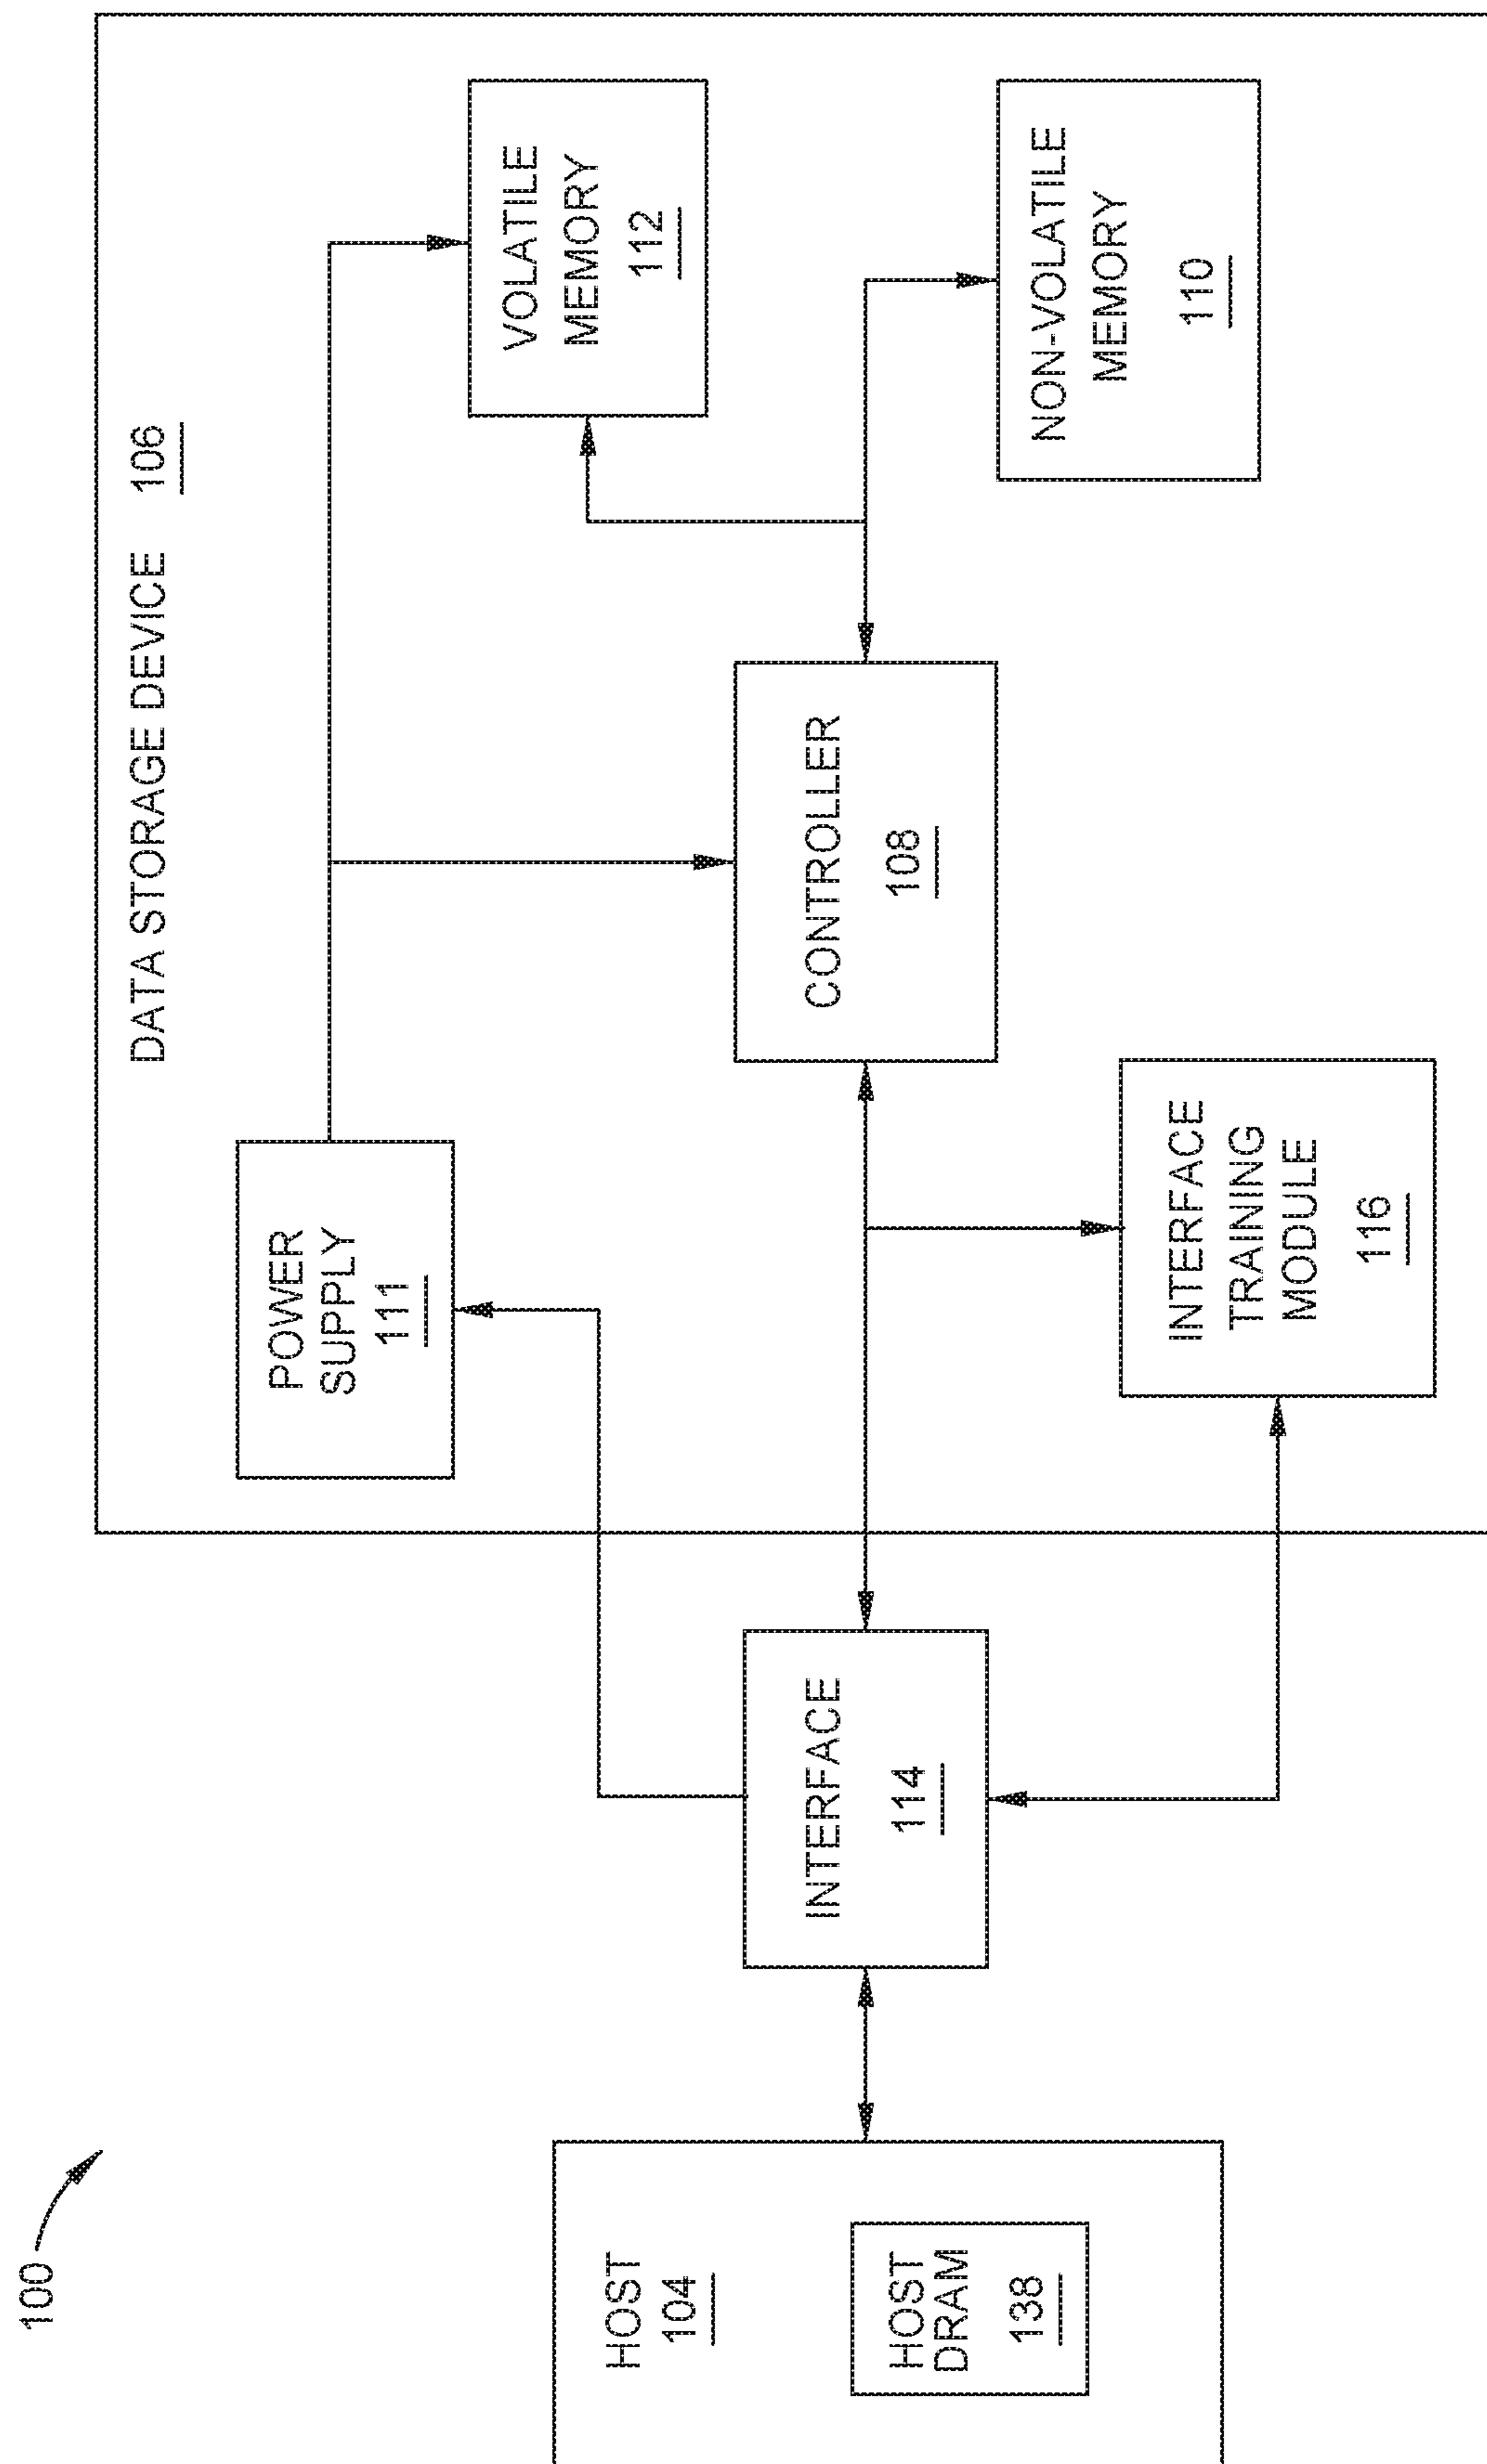 100
DATA STORAGE DEVICE 106
POWER
SUPPLY
111
VOLATILE
MEMORY
112
HOST
104
HOST
DRAM
138
INTERFACE
114
CONTROLLER
108
INTERFACE
TRAINING
MODULE
116
NON-VOLATILE
MEMORY
110